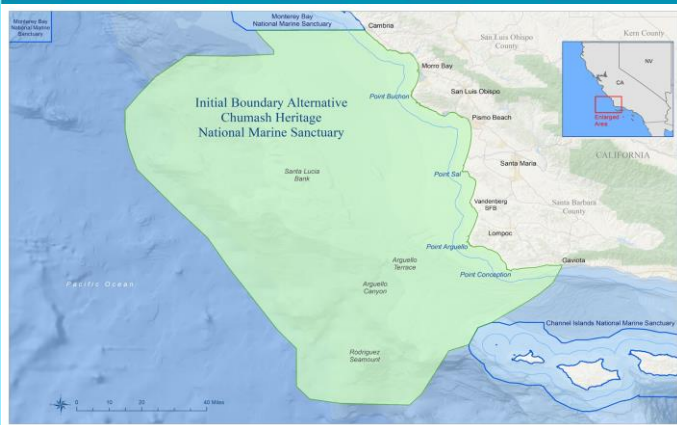 Monterey Bay
National Marine
Sanctuary
Monterey Bay
National Marine Sanctuary
Cambria
San Luis Obispo
County
Kern County
Morro Bay
NV
CA
Enlarged
Area
Point Buchon
San Luis Obispo
Initial Boundary Alternative
Chumash Heritage
National Marine Sanctuary
Pismo Beach
CALIFORNIA
Santa Lucia
Bank
Santa Maria
Point Sal
Vandenberg
SFB
Santa Barbara
County
Lompoc
Point Arguello
Arguello
Terrace
Gaviota
Point Conception
Pacific Ocean
Arguello
Canyon
Channel Islands National Marine Sanctuary
Rodriguez
Seamount
0 10 20 40 Miles